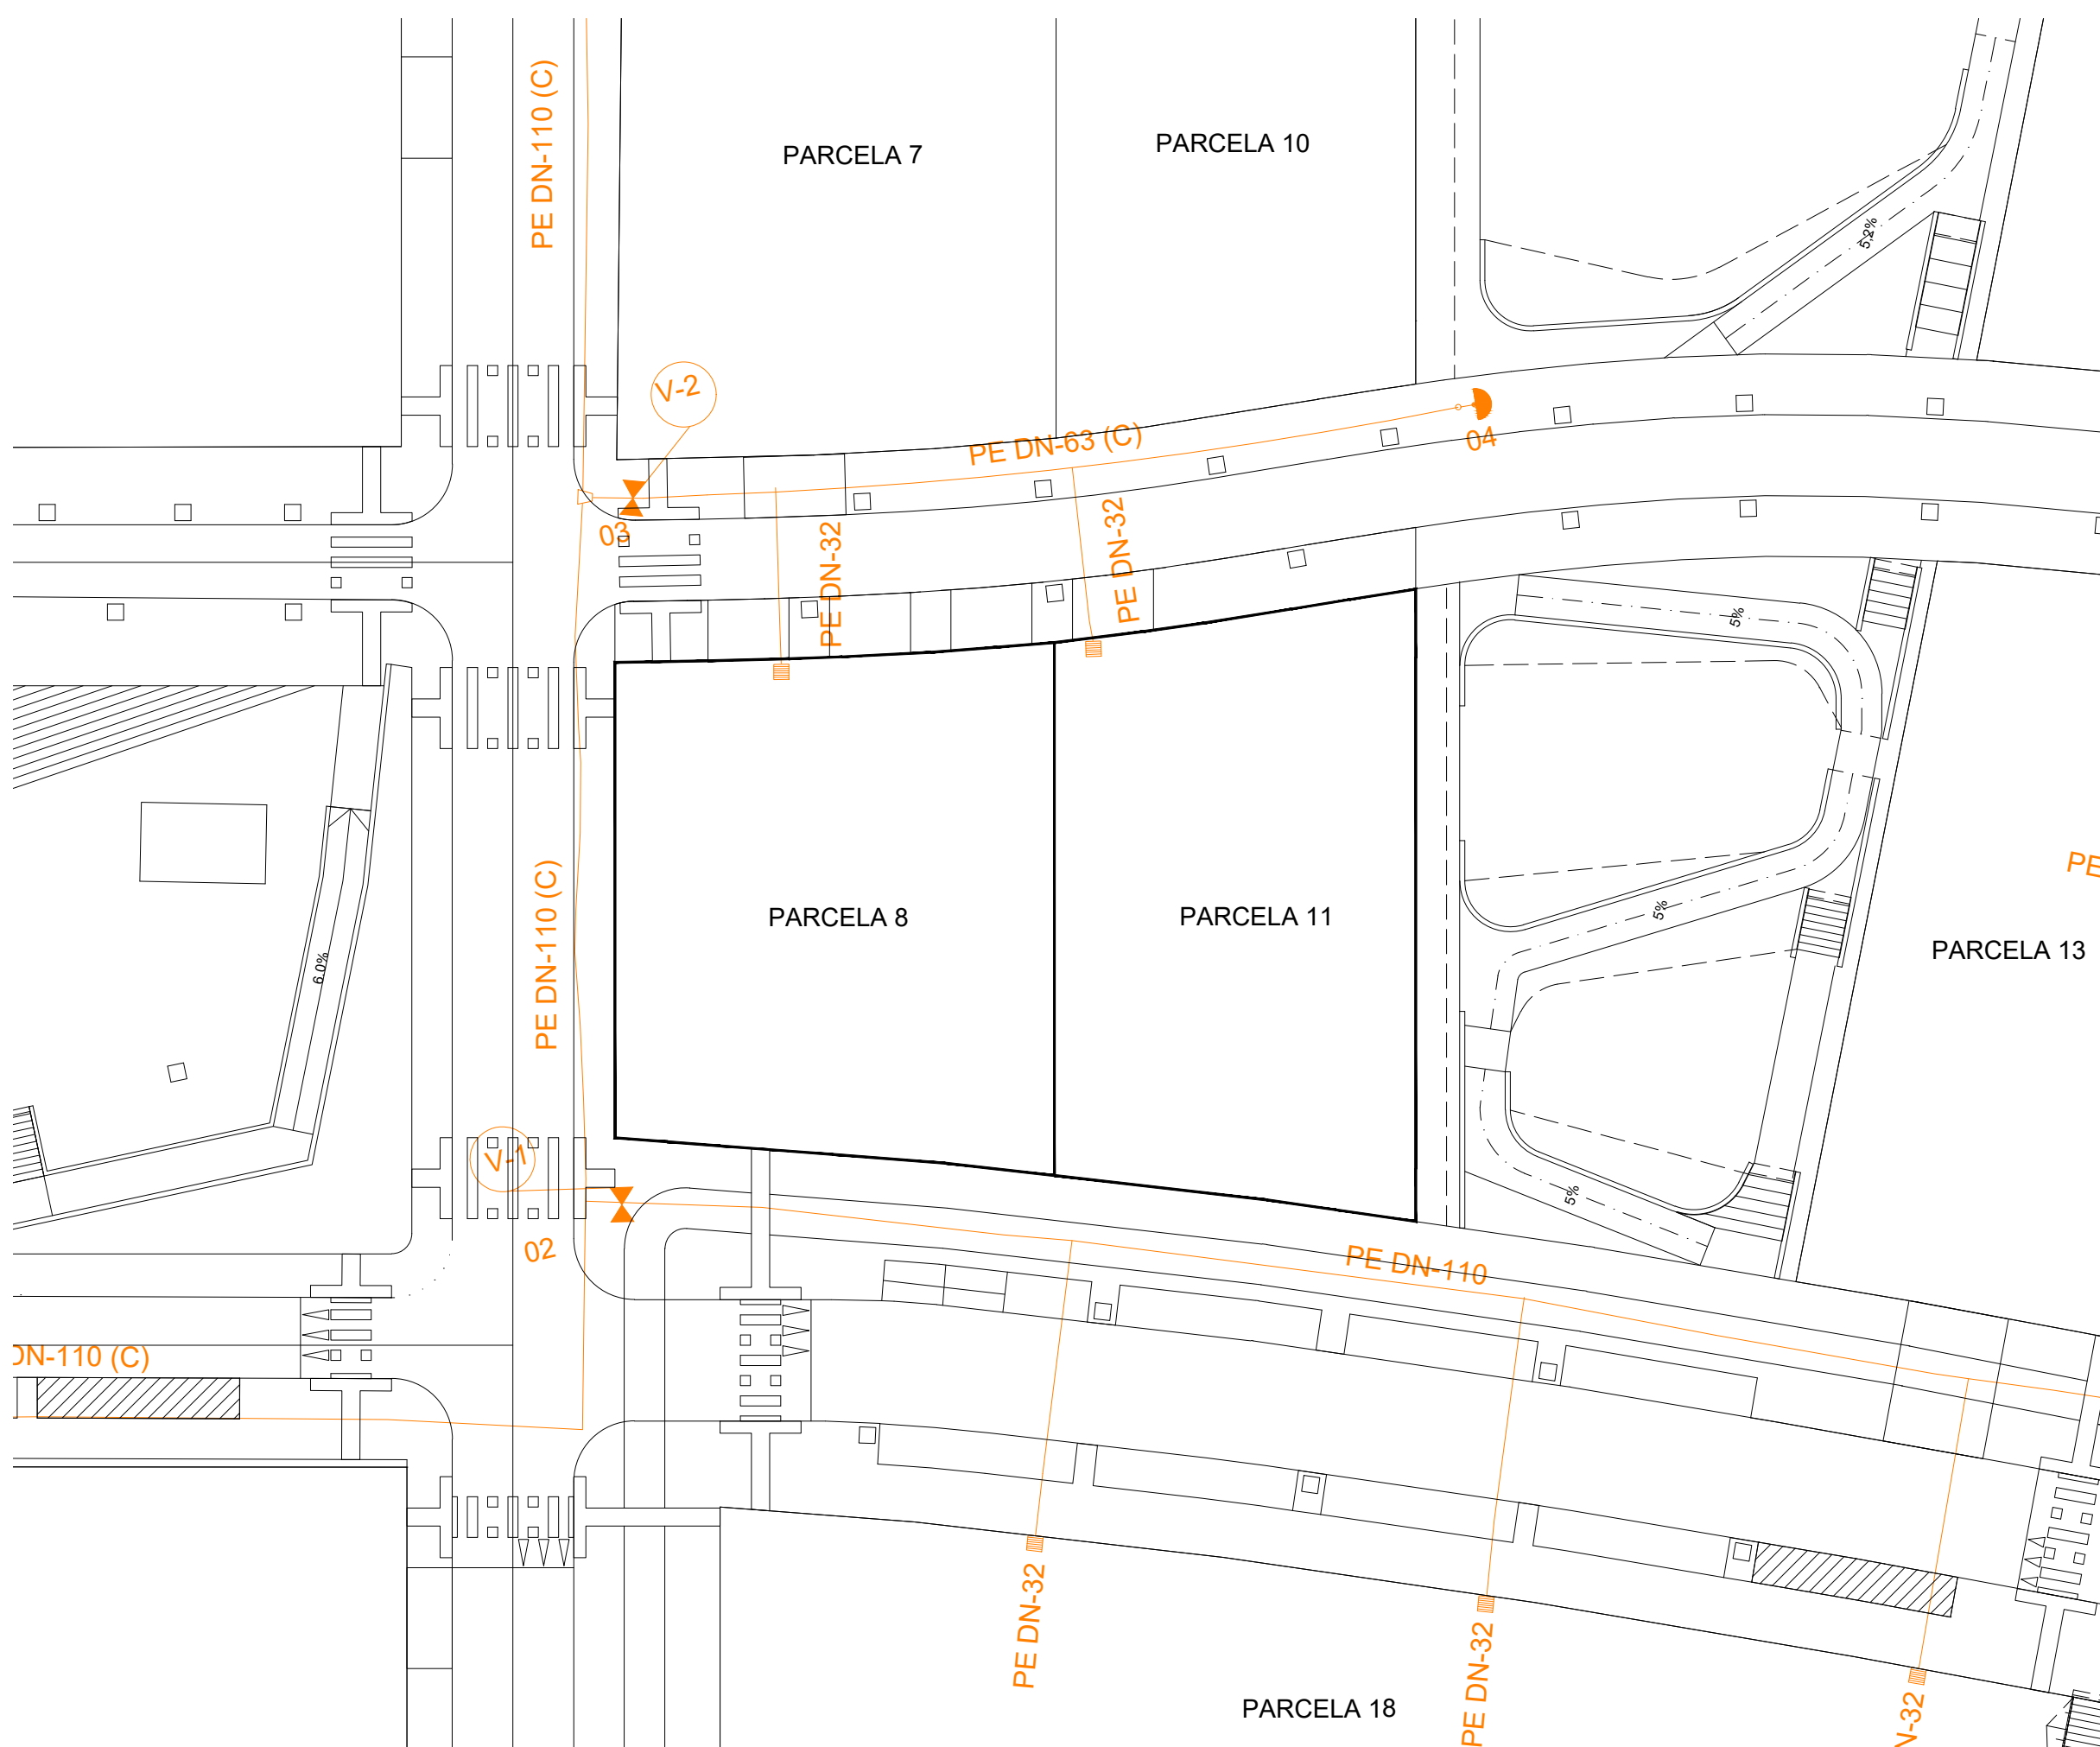 PE DN-110 (C)
PARCELA 7
PARCELA 10
5,2%
V-2
PE DN-63 (C)
04
03
PE DN-32
PE DN-32
5%
PE
PE DN-110 (C)
PARCELA 8
PARCELA 11
5%
PARCELA 13
6.0%
V-1
5%
02
PE DN-110
DN-110 (C)
PE DN-32
PE DN-32
N-32
PARCELA 18